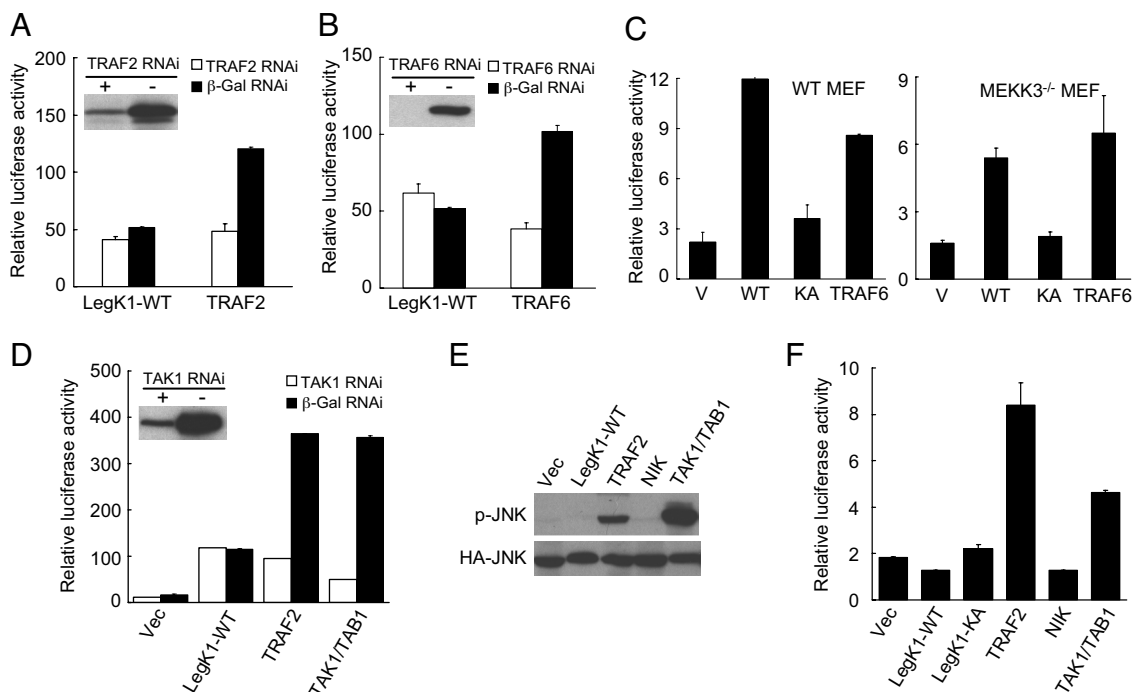 A
TRAF2 RNAi
+ -
TRAF2 RNAi
β-Gal RNAi
Relative luciferase activity
200
150
100
50
0
LegK1-WT
TRAF2
B
TRAF6 RNAi
+ -
TRAF6 RNAi
β-Gal RNAi
Relative luciferase activity
150
100
50
0
LegK1-WT
TRAF6
C
WT MEF
Relative luciferase activity
12
9
6
3
0
V
WT
KA
TRAF6
MEKK3-/- MEF
9
6
3
0
V
WT
KA
TRAF6
D
TAK1 RNAi
+ -
TAK1 RNAi
β-Gal RNAi
Relative luciferase activity
500
400
300
200
100
0
Vec
LegK1-WT
TRAF2
TAK1/TAB1
E
Vec
LegK1-WT
TRAF2
NIK
TAK1/TAB1
p-JNK
HA-JNK
F
Relative luciferase activity
10
8
6
4
2
0
Vec
LegK1-WT
LegK1-KA
TRAF2
NIK
TAK1/TAB1